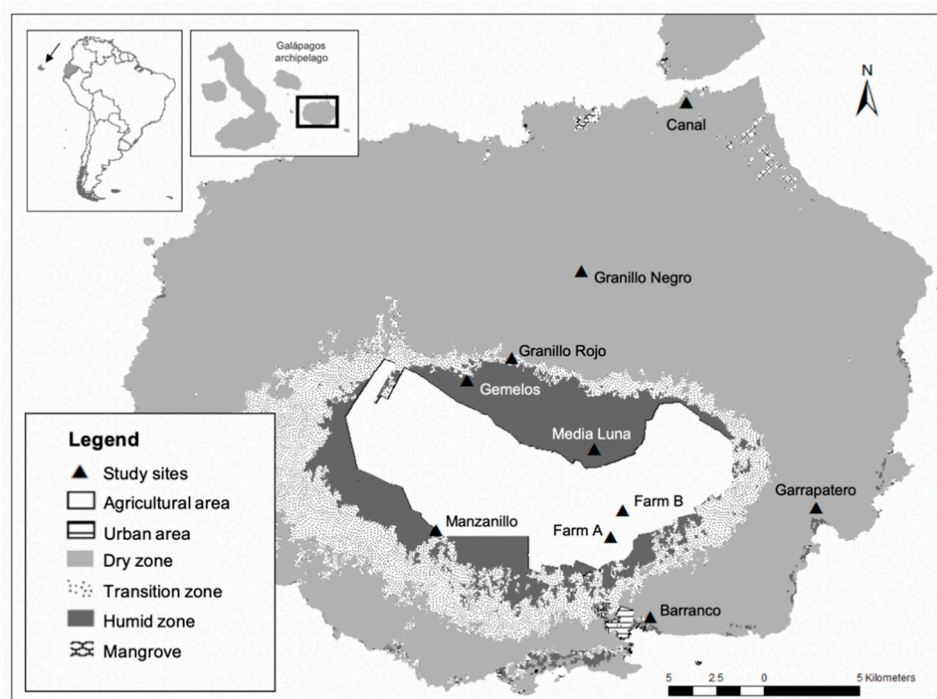 Galápagos
archipelago
N
Canal
Granillo Negro
Granillo Rojo
Gemelos
Media Luna
Garrapatero
Farm B
Manzanillo
Farm A
Barranco
Legend
Study sites
Agricultural area
Urban area
Dry zone
Transition zone
Humid zone
Mangrove
5 2.5 0 5 Kilometers